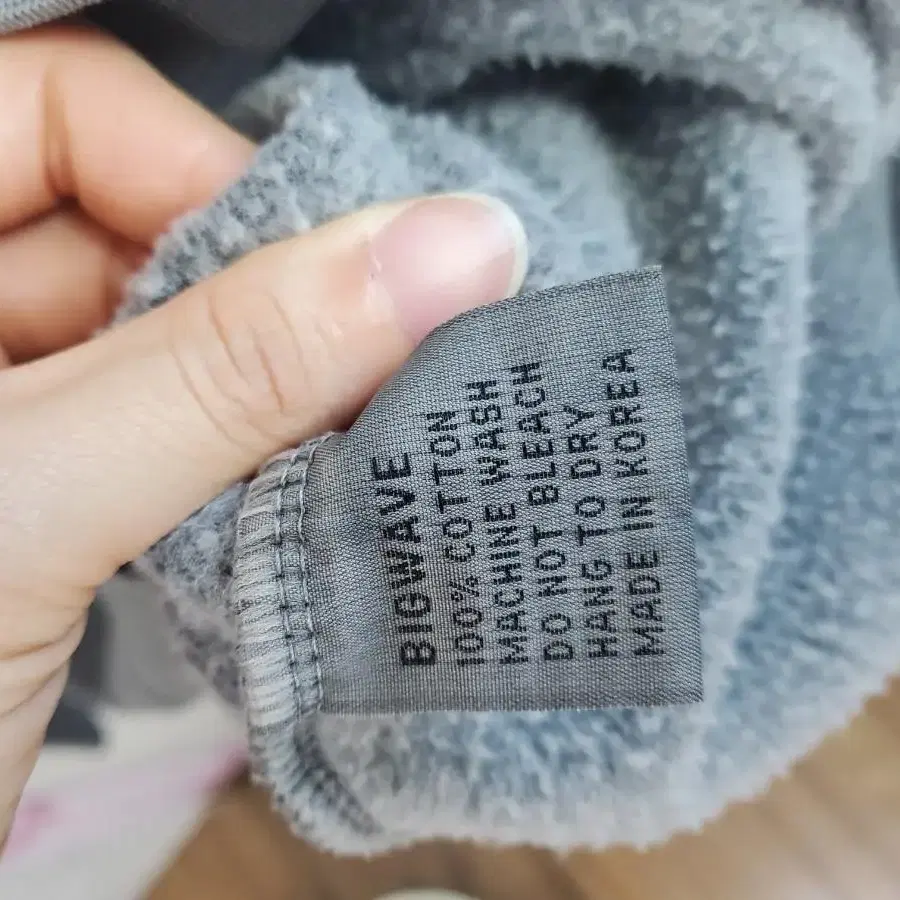 BIGWAVE
100% COTTON
MACHINE WASH
DO NOT BLEACH
HANG TO DRY
MADE IN KOREA